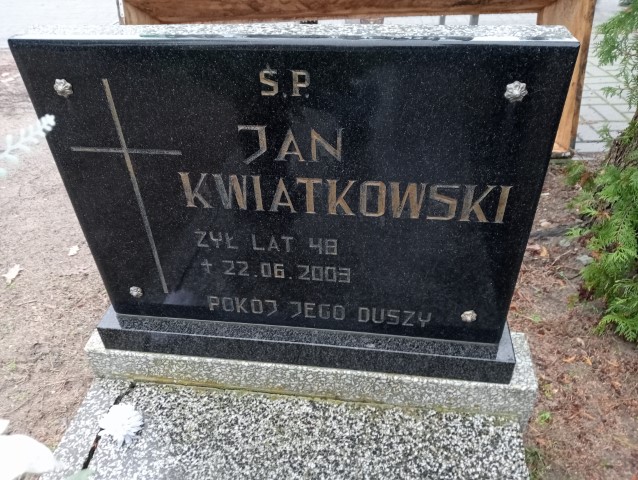 Ś.P.
JAN
KWIATKOWSKI
ŻYŁ LAT 48
+ 22.06.2003
POKÓJ JEGO DUSZY